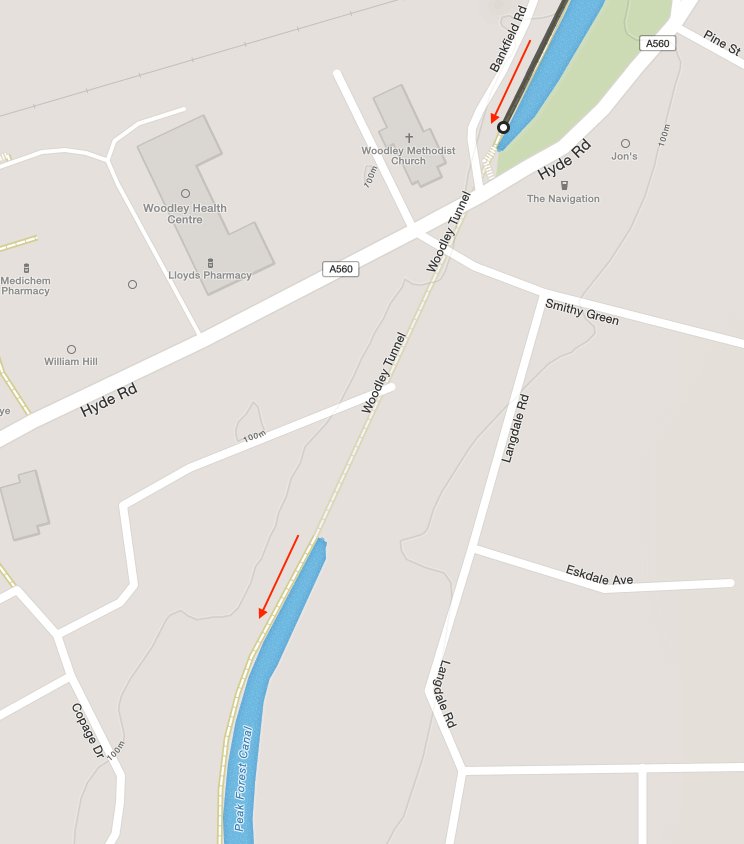 Bankfield Rd
A560
Pine St
Woodley Methodist
Church
700m
Hyde Rd
Jon's
100m
The Navigation
Woodley Health
Centre
Woodley Tunnel
Lloyds Pharmacy
A560
Medichem
Pharmacy
Smithy Green
William Hill
Woodley Tunnel
Hyde Rd
ye
Langdale Rd
100m
Eskdale Ave
Langdale Rd
Copage Dr
100m
Peak Forest Canal